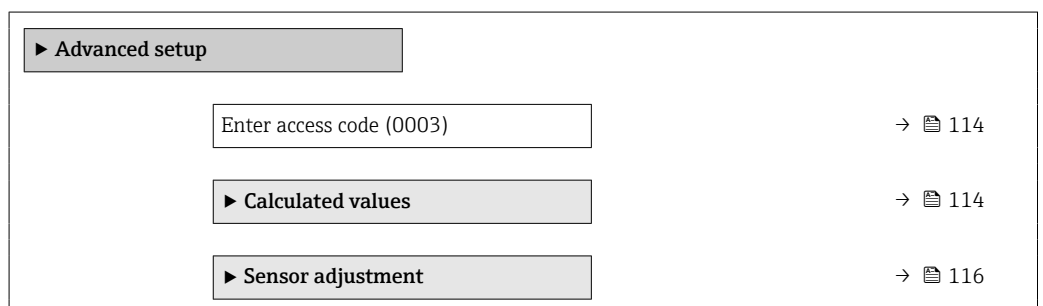 ▶ Advanced setup
Enter access code (0003) → 114
▶ Calculated values → 114
▶ Sensor adjustment → 116